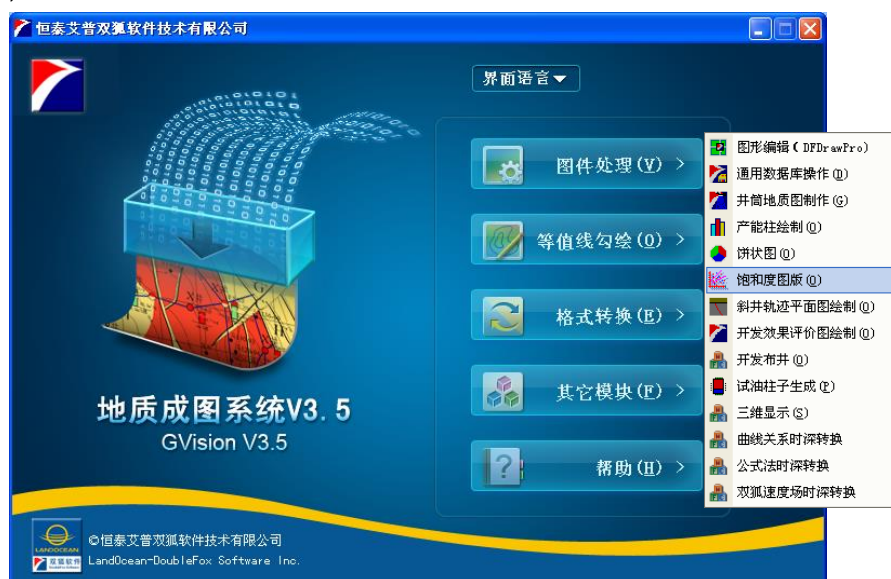 恒泰艾普双狐软件技术有限公司
界面语言
图件处理(V) >
等值线勾绘(O) >
格式转换(E) >
其它模块(F) >
帮助(H) >
图形编辑(DFDrawPro)
通用数据库操作(D)
井筒地质图制作(G)
产能柱绘制(Q)
饼状图(Q)
饱和度图版(Q)
斜井轨迹平面图绘制(Q)
开发效果评价图绘制(Q)
开发布井(Q)
试油柱子生成(P)
三维显示(S)
曲线关系时深转换
公式法时深转换
双狐速度场时深转换
地质成图系统V3.5
GVision V3.5
©恒泰艾普双狐软件技术有限公司
LandOcean-DoubleFox Software Inc.
LANDOCEAN
双狐软件